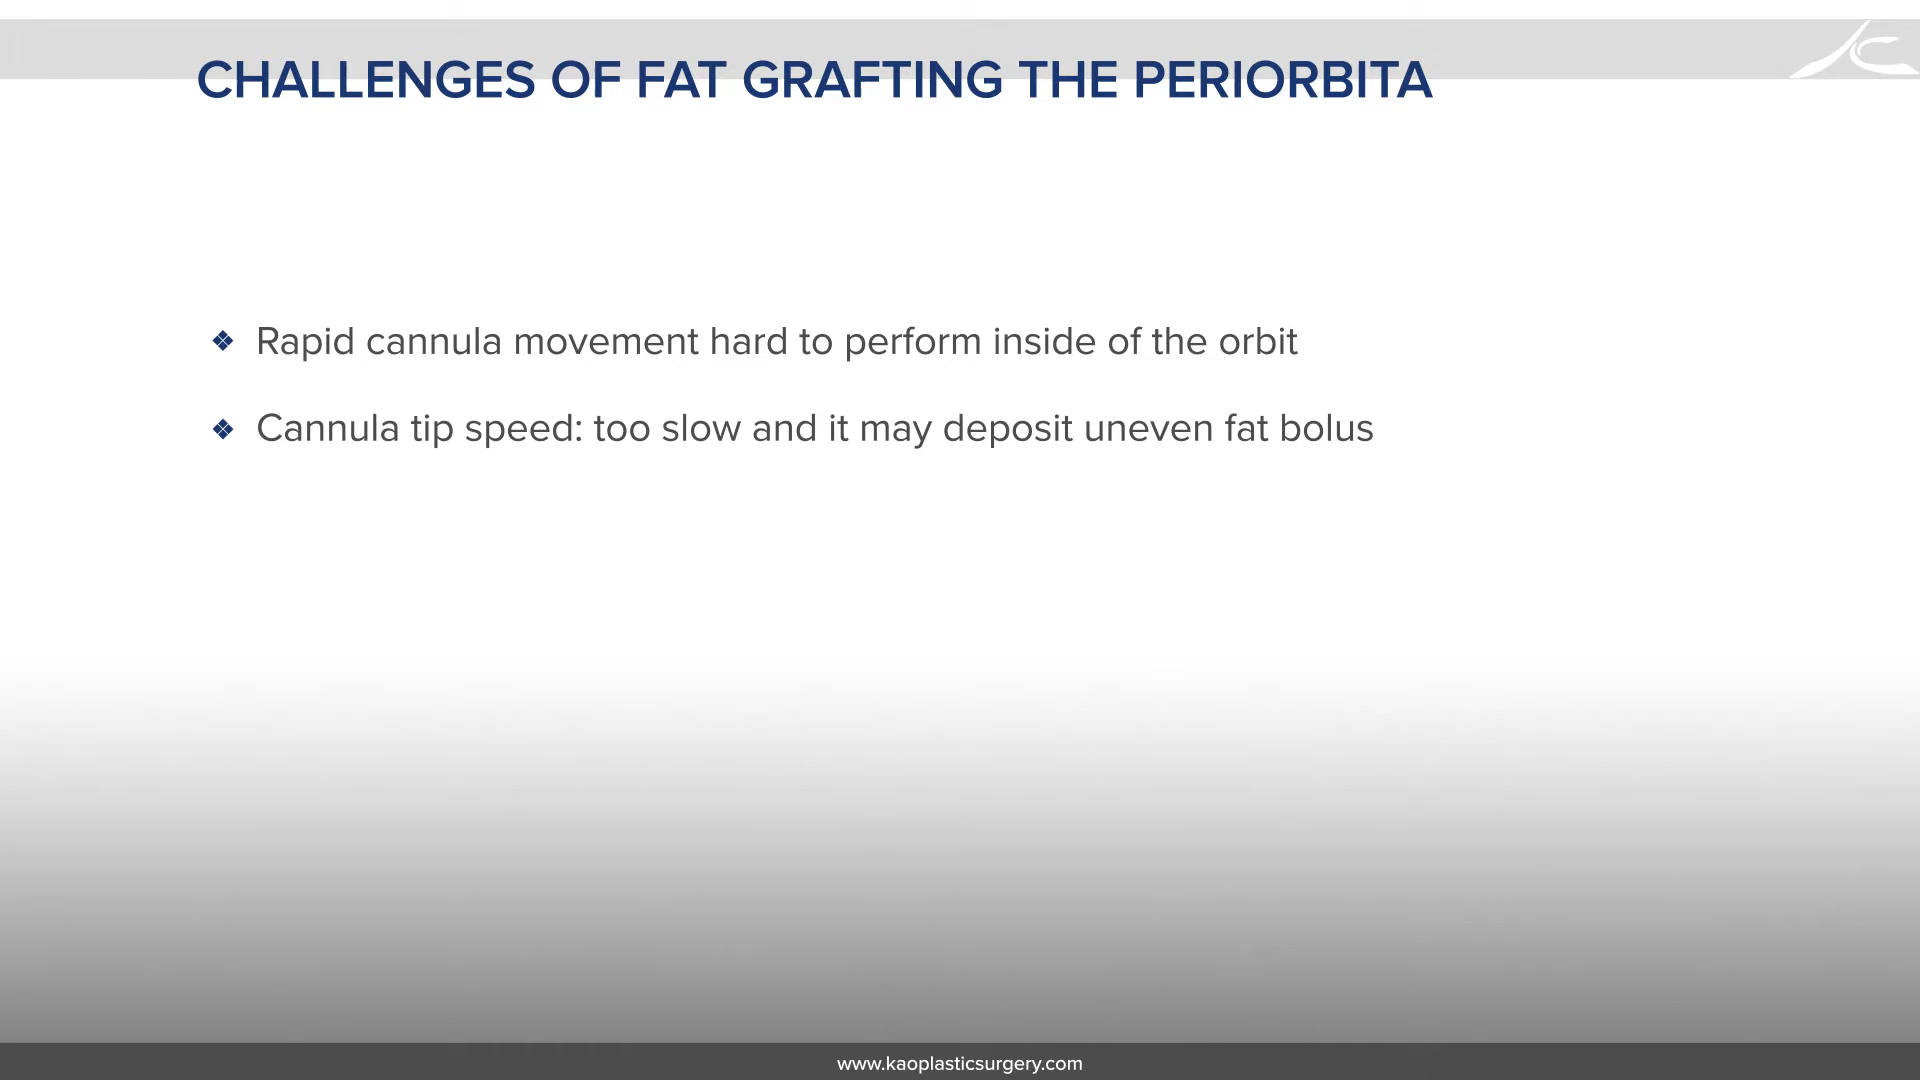 CHALLENGES OF FAT GRAFTING THE PERIORBITA
❖ Rapid cannula movement hard to perform inside of the orbit
❖ Cannula tip speed: too slow and it may deposit uneven fat bolus
www.kaoplasticsurgery.com